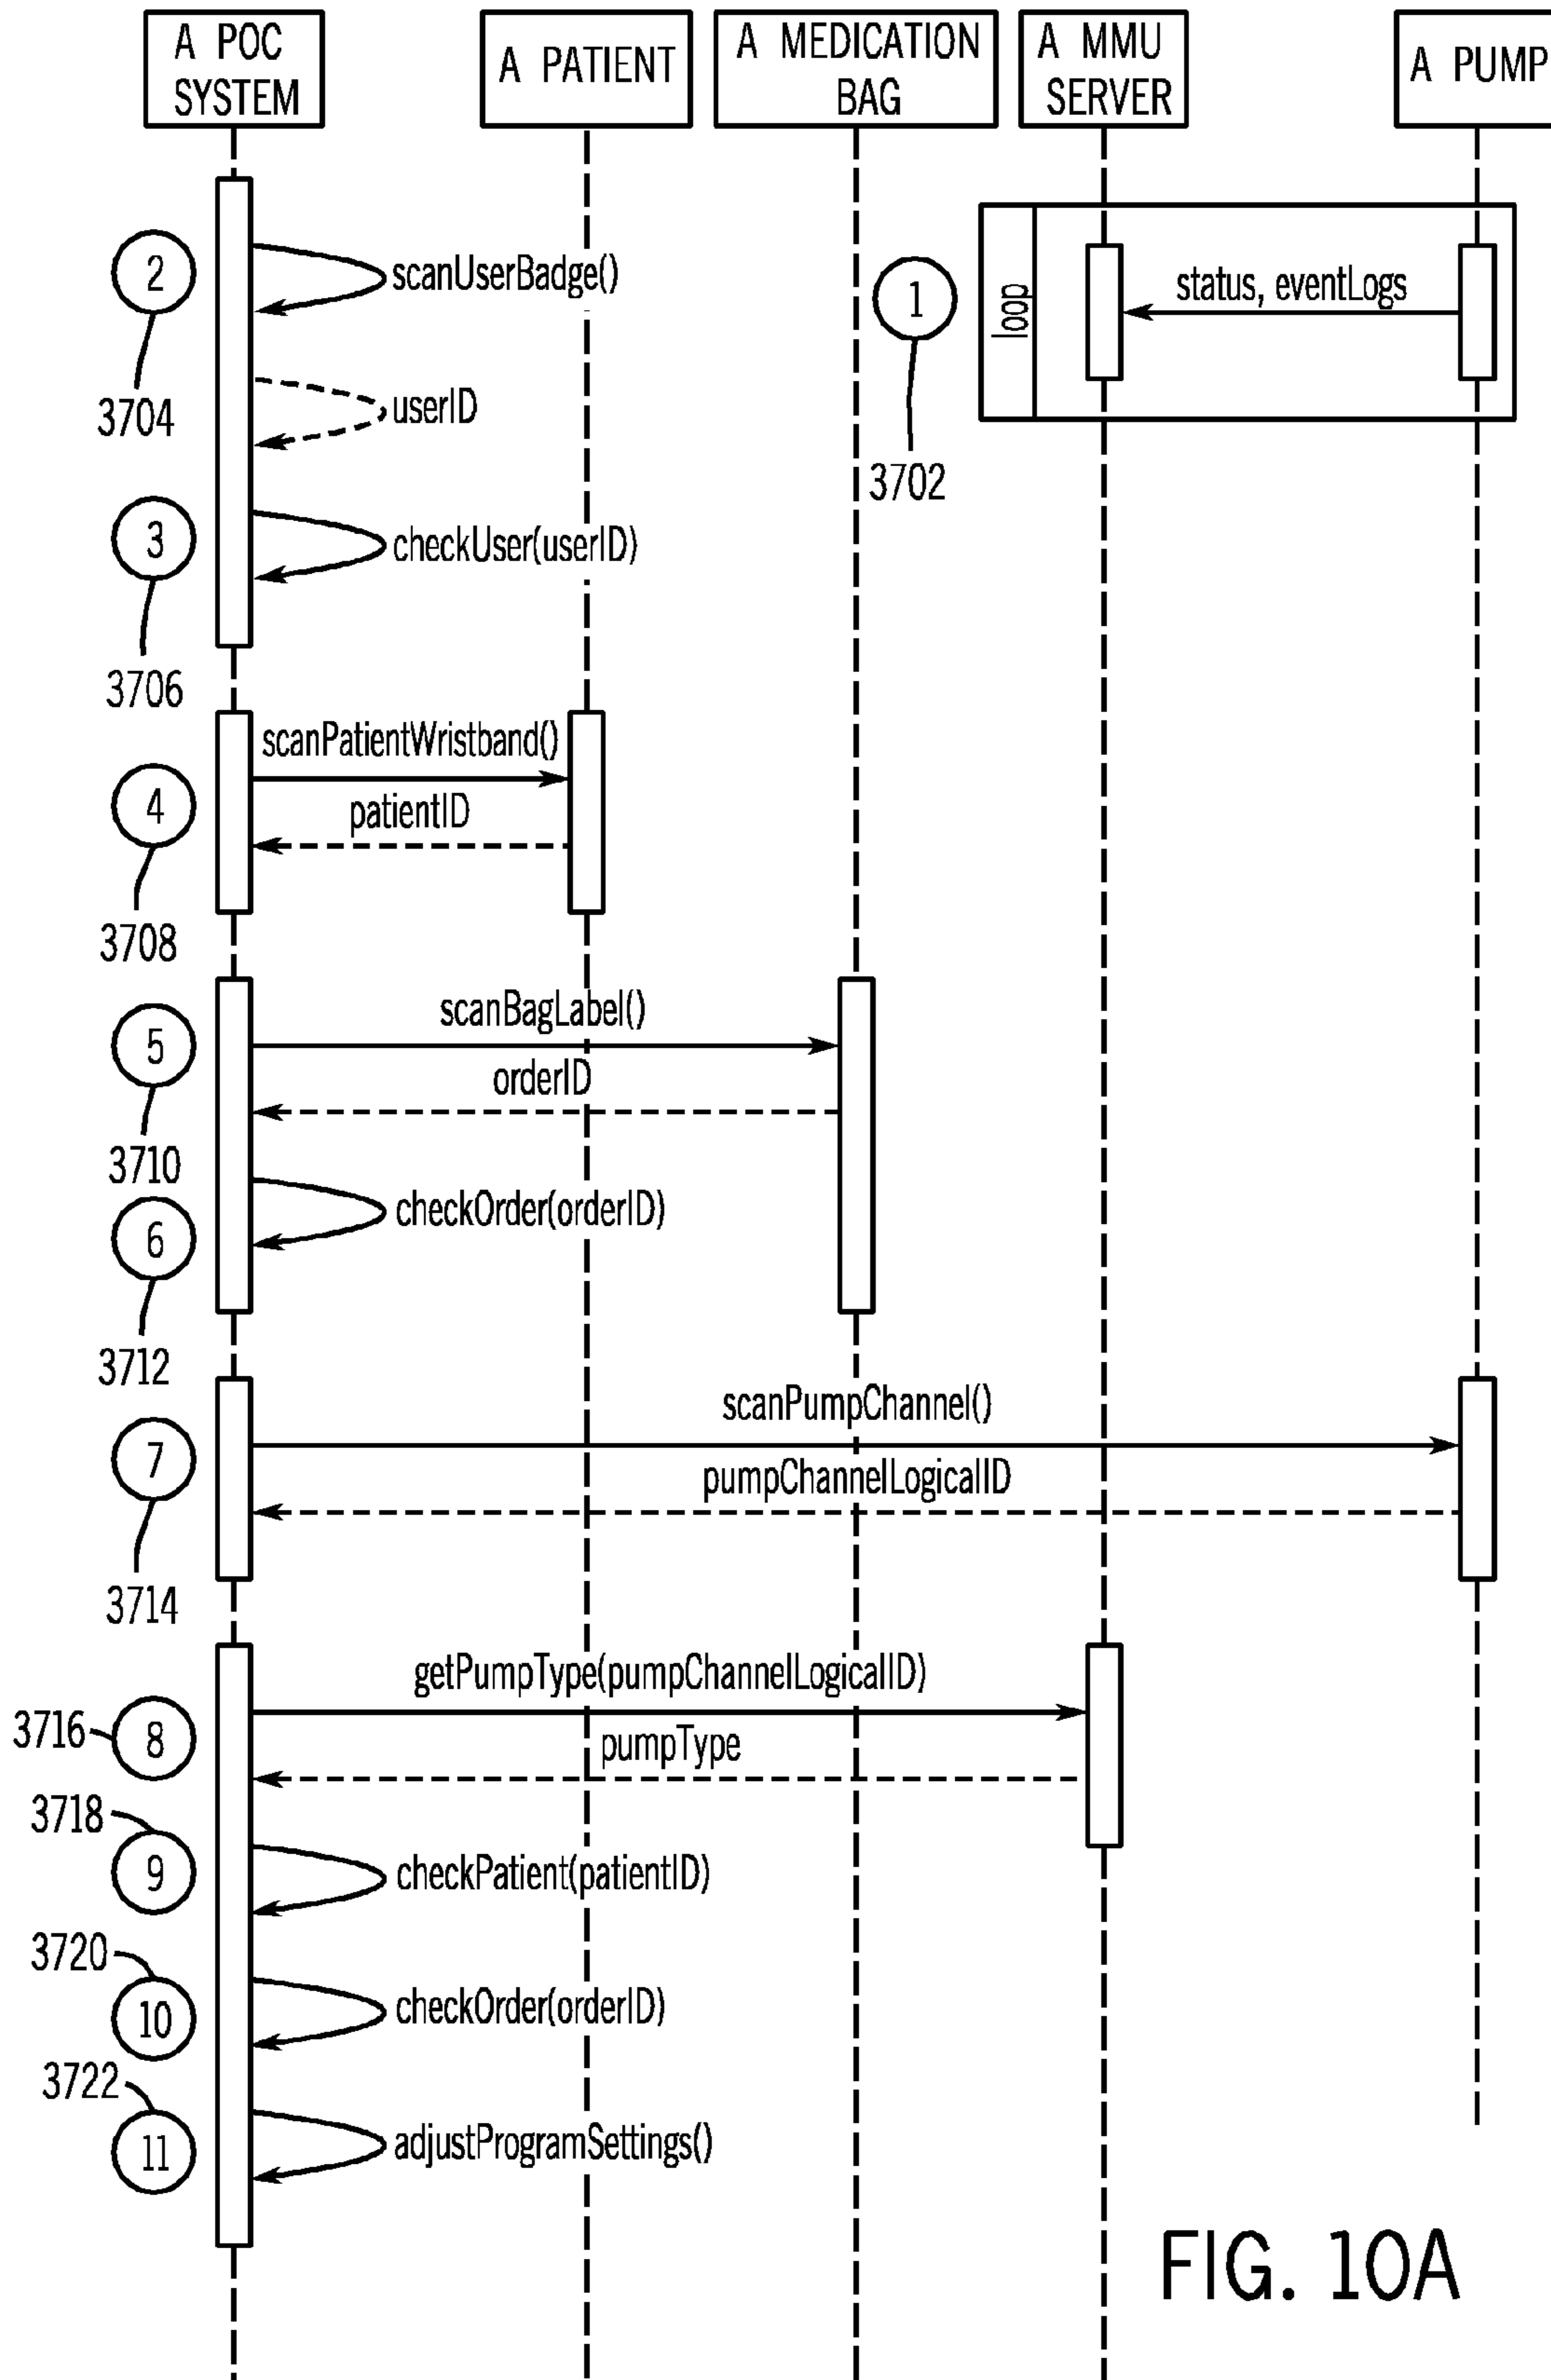 A POC
SYSTEM
A PATIENT
A MEDICATION
BAG
A MMU
SERVER
A PUMP
2
scanUserBadge()
1
loop
status, eventLogs
3704
userID
3702
3
checkUser(userID)
3706
scanPatientWristband()
4
patientID
3708
scanBagLabel()
5
orderID
3710
6
checkOrder(orderID)
3712
scanPumpChannel()
7
pumpChannelLogicalID
3714
getPumpType(pumpChannelLogicalID)
3716
8
pumpType
3718
9
checkPatient(patientID)
3720
10
checkOrder(orderID)
3722
11
adjustProgramSettings()
FIG. 10A